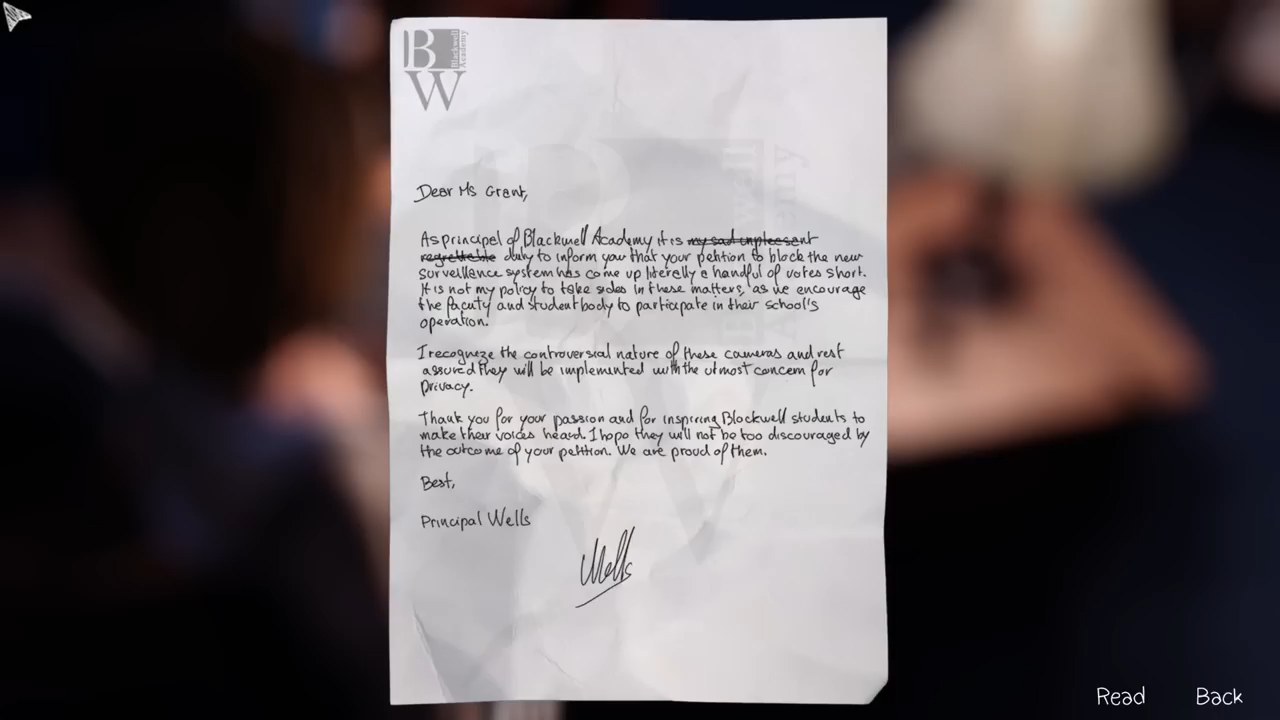 B
Blackwell
Academy
W
Dear Ms Grant,
As principal of Blackwell Academy it is my sad unpleasent
regrettable duty to inform you that your petition to block the new
surveillance system has come up literally a handful of votes short.
It is not my policy to take sides in these matters, as we encourage
the facuty and student body to participate in their school's
operation.
I recogneze the controversial nature of these cameras and rest
assured they will be implemented with the utmost concern for
privacy.
Thank you for your passion and for inspiring Blackwell students to
make their voices heard. I hope they will not be too discouraged by
the outcome of your petition. We are proud of them.
Best,
Principal Wells
Wells
Read Back